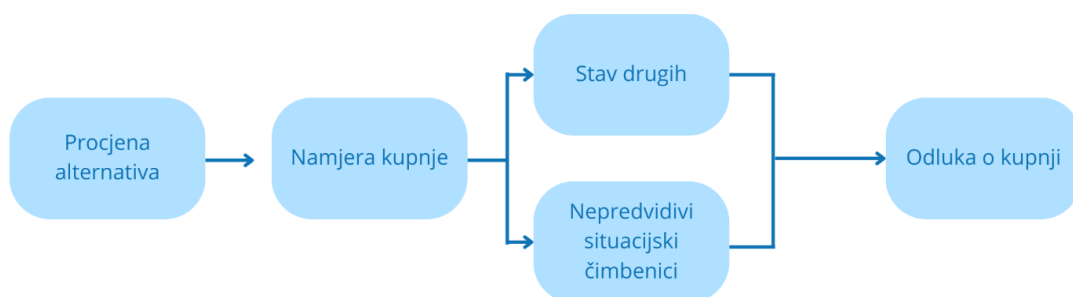 Procjena
alternativa
Namjera kupnje
Stav drugih
Nepredvidivi
situacijski
čimbenici
Odluka o kupnji